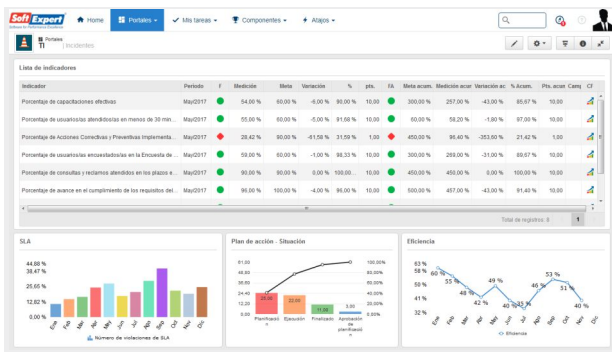 Soft Expert
Home
Portales
Mis tareas
Componentes
Atajos
Portales
TI
Incidentes
Lista de indicadores
Indicador Período F Medición Meta Variación % pts. FA Meta acum. Medición acur Variación ac % Acum. Pts. acun Camp CF
Porcentaje de capacitaciones efectivas May/2017 54,00 % 60,00 % -6,00 % 90,00 % 10,00 300,00 % 257,00 % -43,00 % 85,67 % 10,00
Porcentaje de usuarios/as atendidos/as en menos de 30 min... May/2017 55,00 % 60,00 % -5,00 % 91,68 % 10,00 60,00 % 58,20 % -1,80 % 97,00 % 10,00
Porcentaje de Acciones Correctivas y Preventivas Implementa... May/2017 28,42 % 90,00 % -61,58 % 31,59 % 1,00 450,00 % 96,40 % -353,60 % 21,42 % 1,00
Porcentaje de usuarios/as encuestados/as en la Encuesta de ... May/2017 59,00 % 60,00 % -1,00 % 98,33 % 10,00 300,00 % 269,00 % -31,00 % 89,67 % 10,00
Porcentaje de consultas y reclamos atendidos en los plazos e... May/2017 90,00 % 90,00 % 0,00 % 100,00... 10,00 450,00 % 450,00 % 0,00 % 100,00 % 10,00
Porcentaje de avance en el cumplimiento de los requisitos del... May/2017 96,00 % 100,00 % -4,00 % 96,00 % 10,00 500,00 % 457,00 % -43,00 % 91,40 % 10,00
Total de registros: 8 1
SLA
44,88 %
38,47 %
25,65 %
12,82 %
0,00 %
Ene Feb Mar Abr May Jun Jul Ago Sep Oct Nov Dic
Número de violaciones de SLA
Plan de acción - Situación
61,00
48,80
36,60
24,40
12,20
0,00
100,00%
80,00%
60,00%
40,00%
20,00%
0,00%
25,00 22,00 11,00 3,00
Planificación Ejecución Finalizado Aprobación de planificación
Eficiencia
63 %
58 %
50 %
41 %
32 %
60 % 55 % 48 % 42 % 49 % 40 % 35 % 46 % 53 % 51 % 40 %
Ene Feb Mar Abr May Jun Jul Ago Sep Oct Nov Dic
Eficiencia